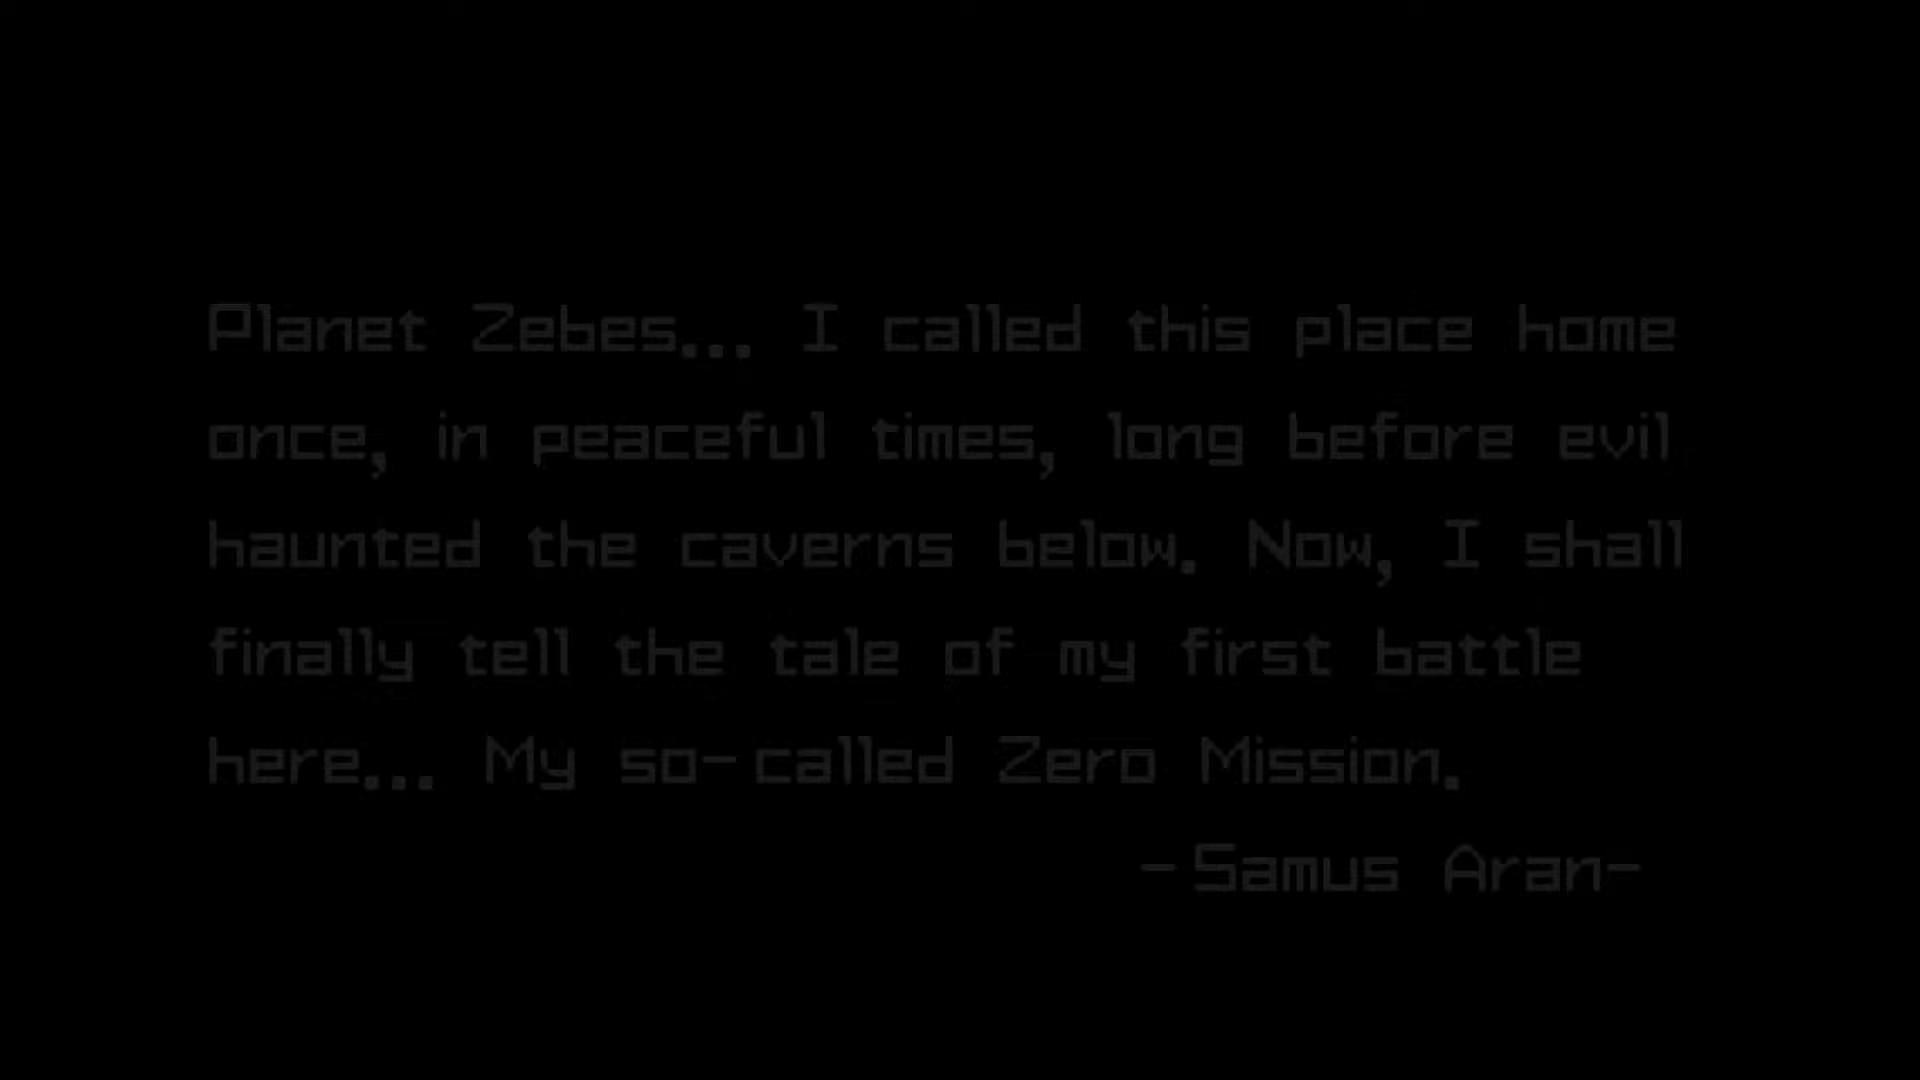 Planet Zebes... I called this place home
once, in peaceful times, long before evil
haunted the caverns below. Now, I shall
finally tell the tale of my first battle
here... My so-called Zero Mission.
-Samus Aran-